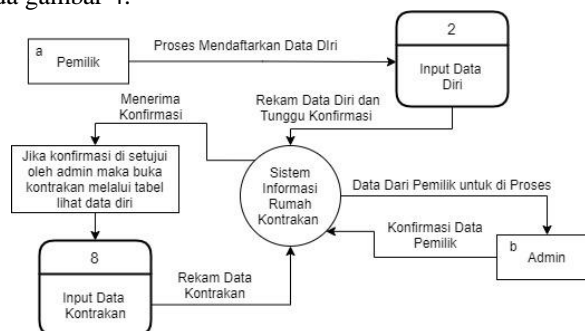 da gambar 4.
a
Pemilik
Proses Mendaftarkan Data DIri
2
Input Data
Diri
Menerima
Konfirmasi
Rekam Data Diri dan
Tunggu Konfirmasi
Jika konfirmasi di setujui
oleh admin maka buka
kontrakan melalui tabel
lihat data diri
Sistem
Informasi
Rumah
Kontrakan
Data Dari Pemilik untuk di Proses
Konfirmasi Data
Pemilik
b
Admin
8
Input Data
Kontrakan
Rekam Data
Kontrakan